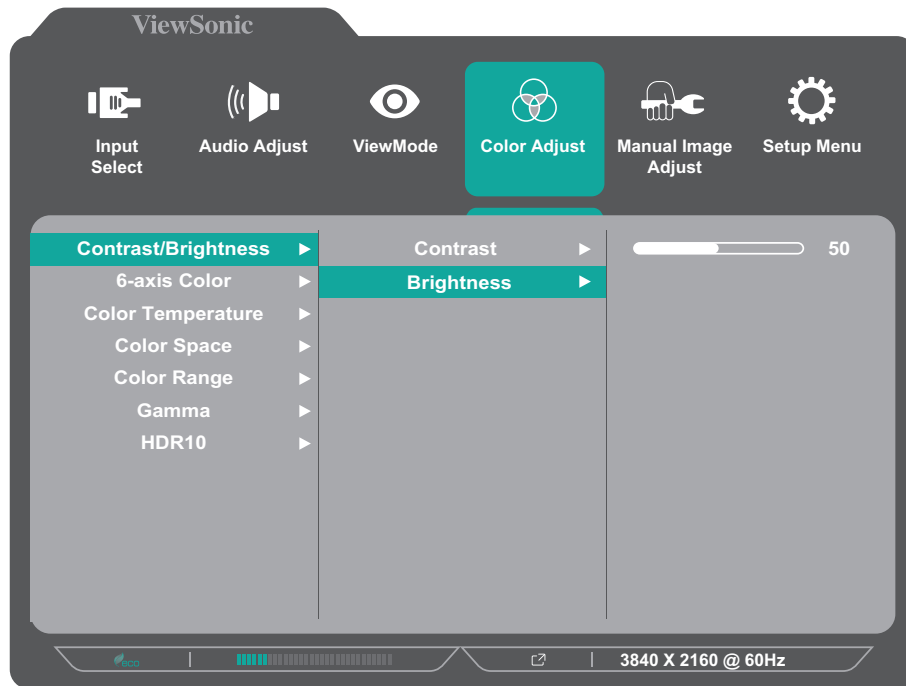 ViewSonic
Input Select
Audio Adjust
ViewMode
Color Adjust
Manual Image Adjust
Setup Menu
Contrast/Brightness
Contrast
50
6-axis Color
Brightness
Color Temperature
Color Space
Color Range
Gamma
HDR10
eco
3840 X 2160 @ 60Hz